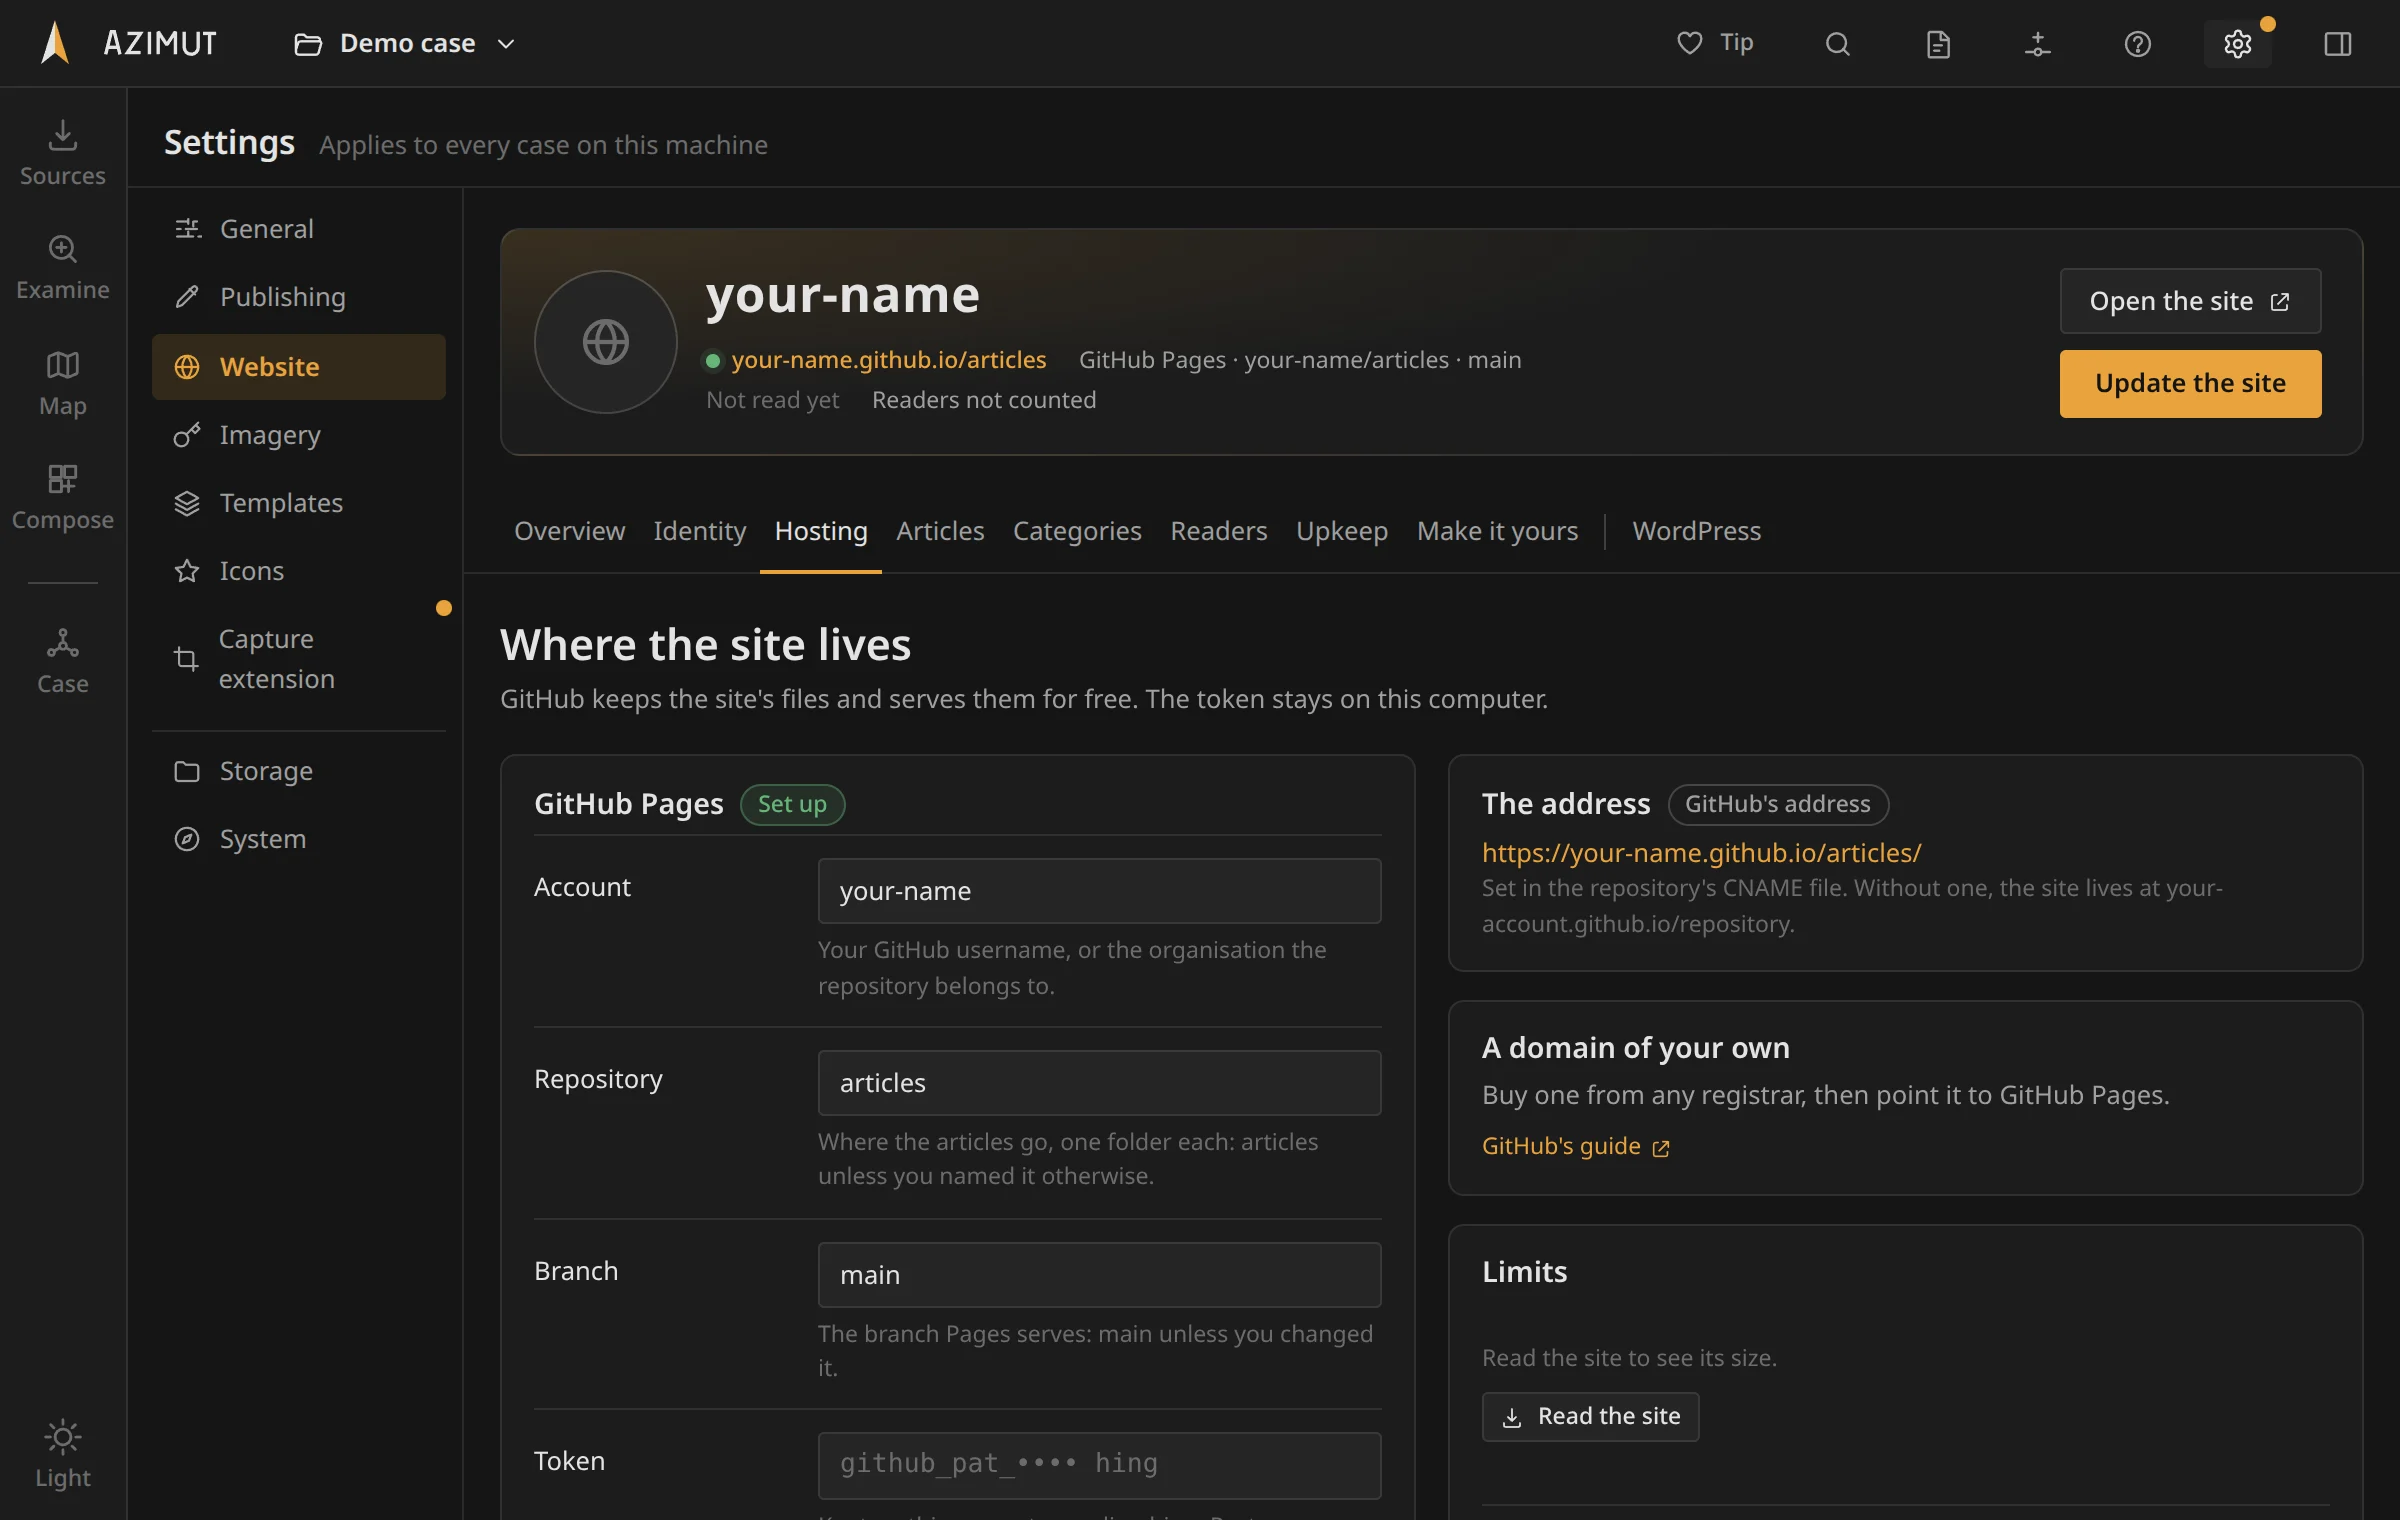 AZIMUT
Demo case
Tip
Sources
Examine
Map
Compose
Case
Light
Settings
Applies to every case on this machine
General
Publishing
Website
Imagery
Templates
Icons
Capture
extension
Storage
System
your-name
your-name.github.io/articles
GitHub Pages · your-name/articles · main
Not read yet
Readers not counted
Open the site
Update the site
Overview
Identity
Hosting
Articles
Categories
Readers
Upkeep
Make it yours
WordPress
Where the site lives
GitHub keeps the site's files and serves them for free. The token stays on this computer.
GitHub Pages
Set up
Account
your-name
Your GitHub username, or the organisation the
repository belongs to.
Repository
articles
Where the articles go, one folder each: articles
unless you named it otherwise.
Branch
main
The branch Pages serves: main unless you changed
it.
Token
github_pat_•••• hing
The address
GitHub's address
https://your-name.github.io/articles/
Set in the repository's CNAME file. Without one, the site lives at your-
account.github.io/repository.
A domain of your own
Buy one from any registrar, then point it to GitHub Pages.
GitHub's guide
Limits
Read the site to see its size.
Read the site